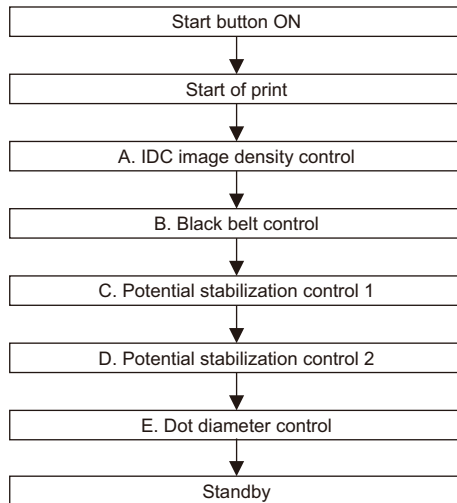 Start button ON
Start of print
A. IDC image density control
B. Black belt control
C. Potential stabilization control 1
D. Potential stabilization control 2
E. Dot diameter control
Standby